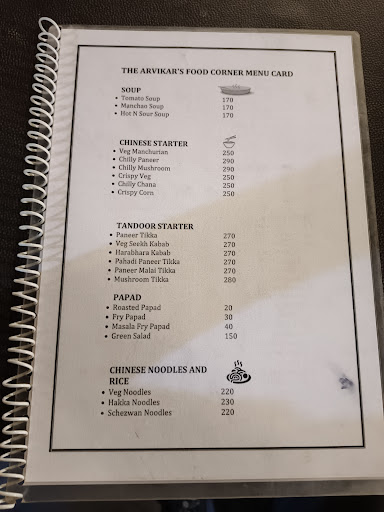 THE ARVIKAR'S FOOD CORNER MENU CARD
SOUP
• Tomato Soup 170
• Manchao Soup 170
• Hot N Sour Soup 170
CHINESE STARTER
• Veg Manchurian 250
• Chilly Paneer 290
• Chilly Mushroom 290
• Crispy Veg 250
• Chilly Chana 250
• Crispy Corn 250
TANDOOR STARTER
• Paneer Tikka 270
• Veg Seekh Kabab 270
• Harabhara Kabab 270
• Pahadi Paneer Tikka 270
• Paneer Malai Tikka 270
• Mushroom Tikka 280
PAPAD
• Roasted Papad 20
• Fry Papad 30
• Masala Fry Papad 40
• Green Salad 150
CHINESE NOODLES AND
RICE
• Veg Noodles 220
• Hakka Noodles 230
• Schezwan Noodles 220